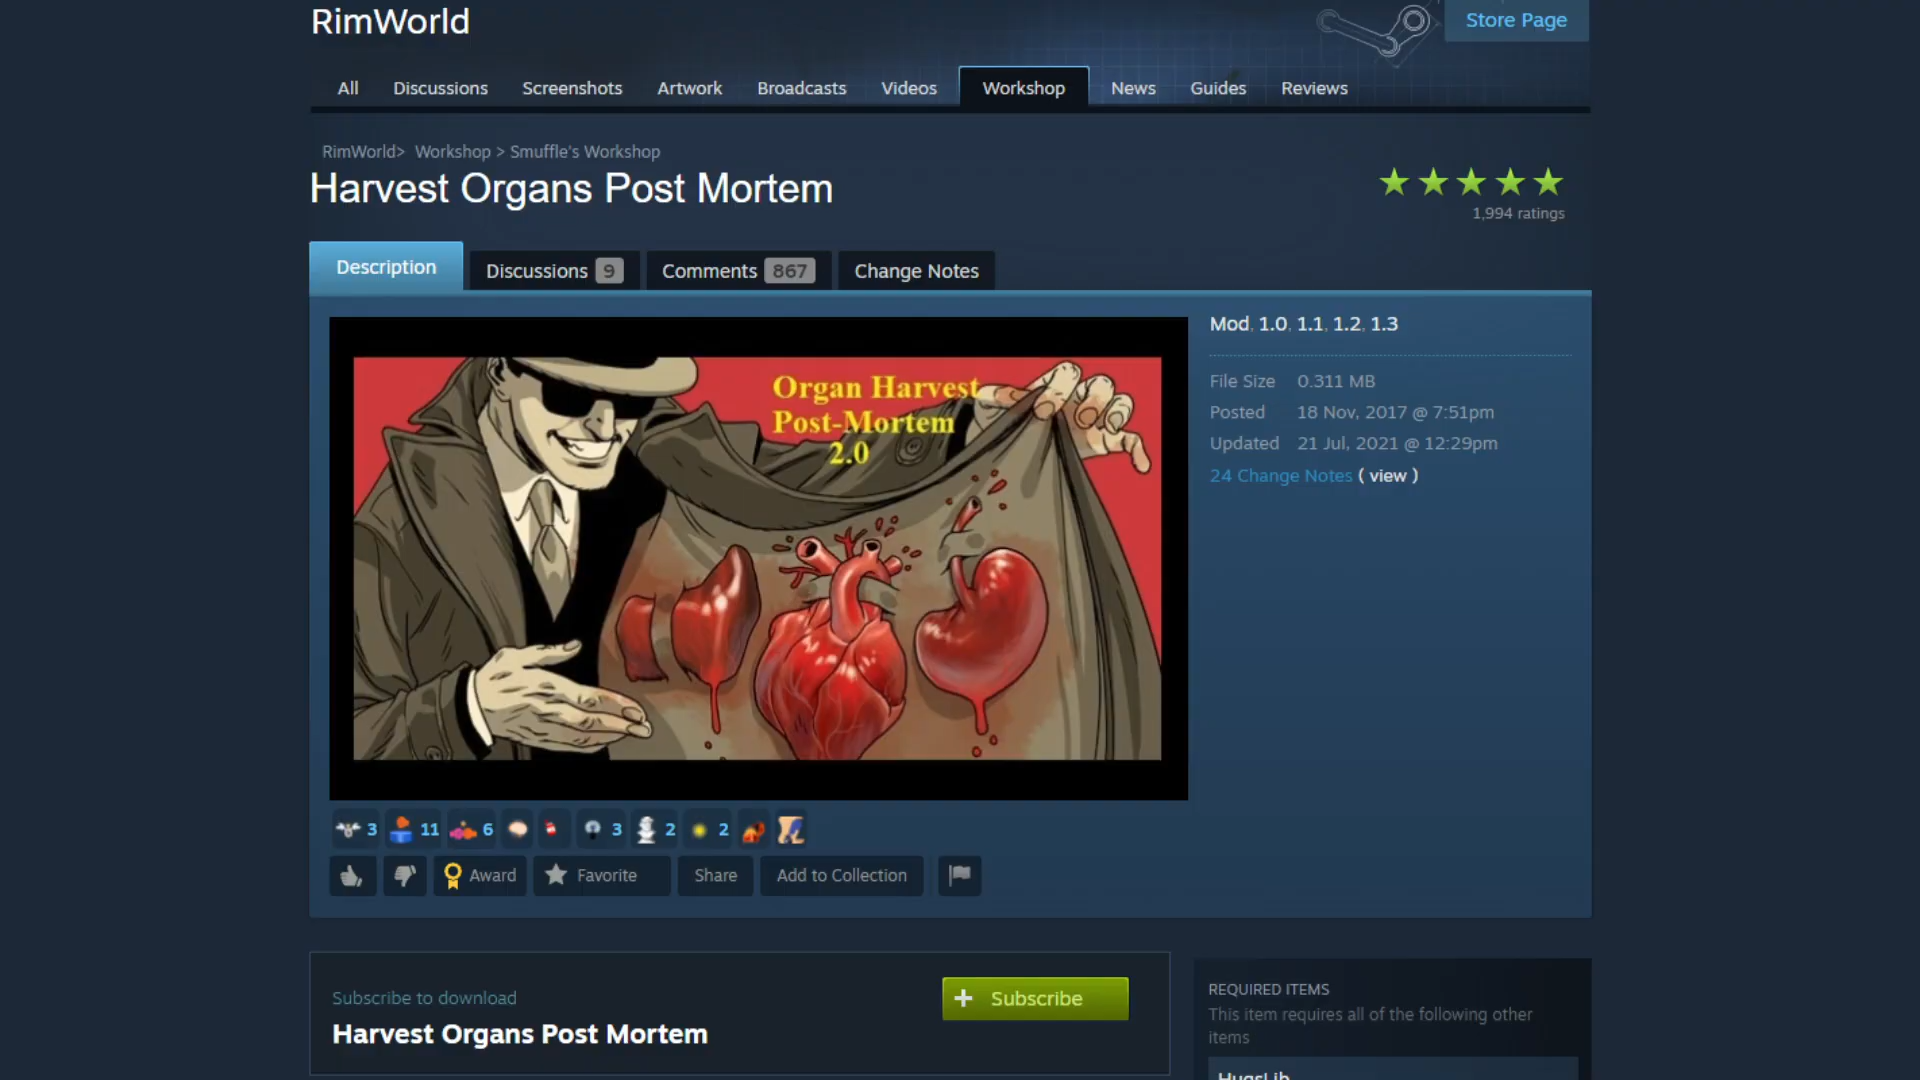 RimWorld
Store Page
All Discussions Screenshots Artwork Broadcasts Videos Workshop News Guides Reviews
RimWorld> Workshop > Smuffle's Workshop
Harvest Organs Post Mortem
1,994 ratings
Description Discussions 9 Comments 867 Change Notes
Mod, 1.0, 1.1, 1.2, 1.3
Organ Harvest
Post-Mortem
2.0
File Size 0.311 MB
Posted 18 Nov, 2017 @ 7:51pm
Updated 21 Jul, 2021 @ 12:29pm
24 Change Notes ( view )
3 11 6 3 2 2
Award Favorite Share Add to Collection
Subscribe to download
Harvest Organs Post Mortem
+ Subscribe
REQUIRED ITEMS
This item requires all of the following other
items
HugsLib